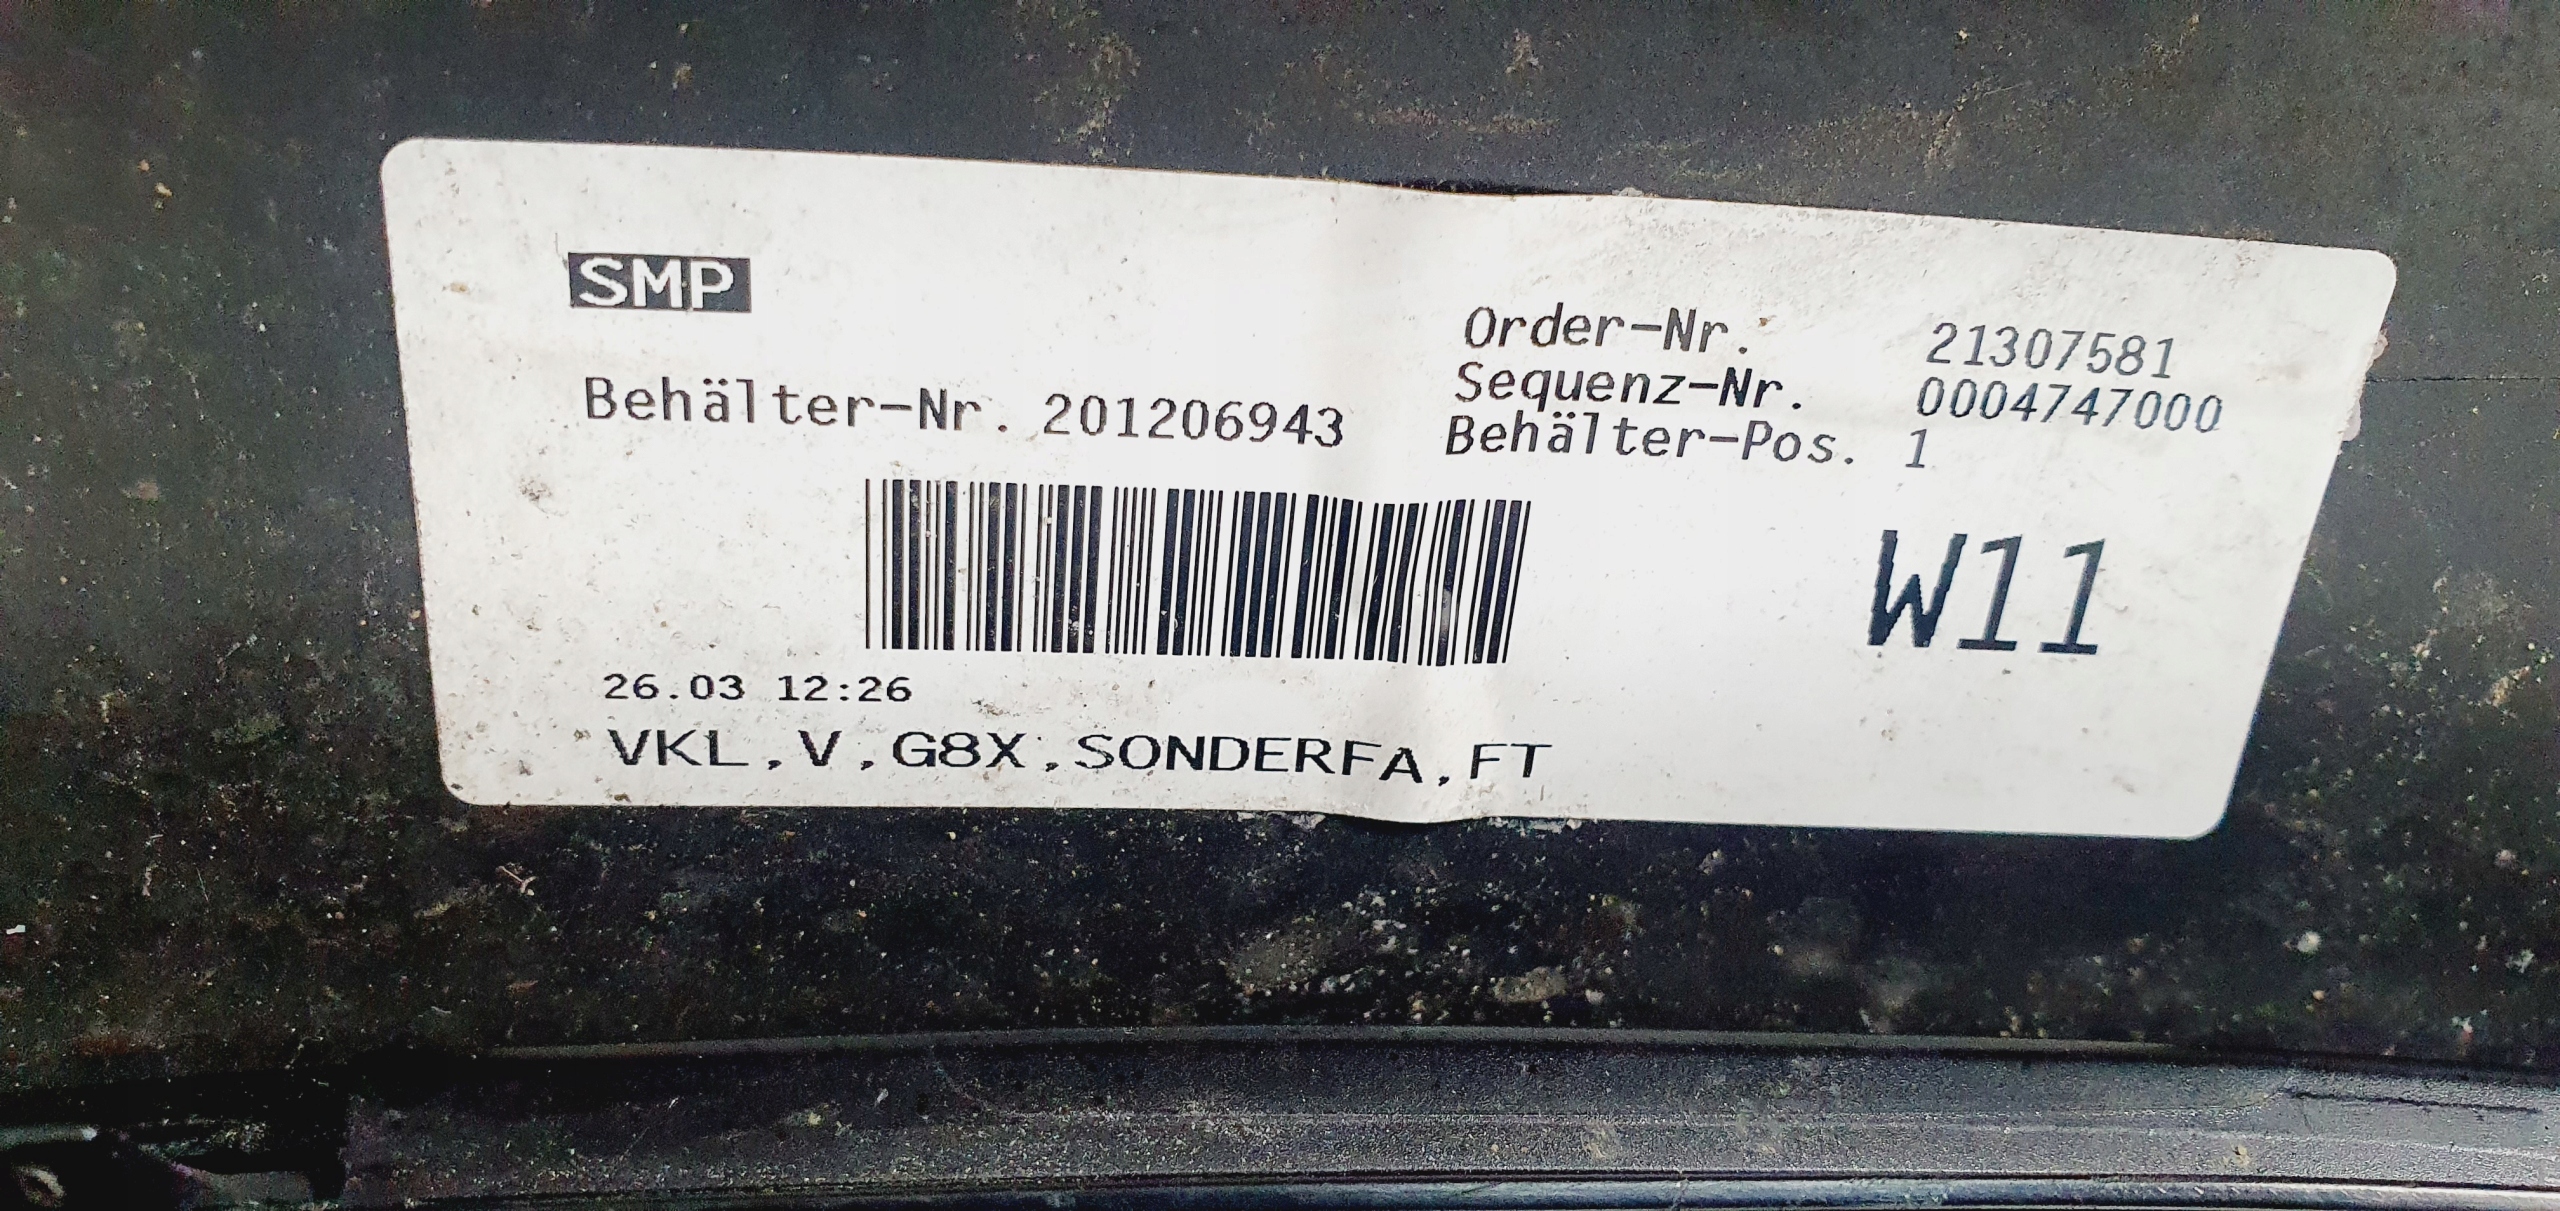 SMP
Order-Nr. 21307581
Sequenz-Nr. 0004747000
Behälter-Nr. 201206943
Behälter-Pos. 1
W11
26.03 12:26
VKL,V,G8X,SONDERFA,FT